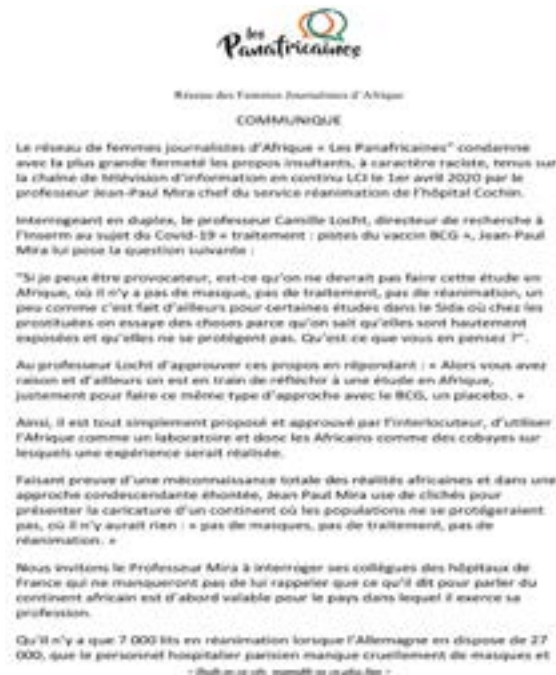 les
Panafricaines
Réseau des Femmes Journalistes d'Afrique
COMMUNIQUE
Le réseau de femmes journalistes d'Afrique « Les Panafricaines" condamne
avec la plus grande fermeté les propos insultants, à caractère raciste, tenus sur
la chaîne de télévision d'information en continu LCI le 1er avril 2020 par le
professeur Jean-Paul Mira chef du service réanimation de l'hôpital Cochin.
Interrogeant en duplex, le professeur Camille Locht, directeur de recherche à
l'Inserm au sujet du Covid-19 « traitement : pistes du vaccin BCG », Jean-Paul
Mira lui pose la question suivante :
"Si je peux être provocateur, est-ce qu'on ne devrait pas faire cette étude en
Afrique, où il n'y a pas de masque, pas de traitement, pas de réanimation, un
peu comme c'est fait d'ailleurs pour certaines études dans le Sida où chez les
prostituées on essaye des choses parce qu'on sait qu'elles sont hautement
exposées et qu'elles ne se protègent pas. Qu'est ce que vous en pensez ?".
Au professeur Locht d'approuver ces propos en répondant : « Alors vous avez
raison et d'ailleurs on est en train de réfléchir à une étude en Afrique,
justement pour faire ce même type d'approche avec le BCG, un placebo. »
Ainsi, il est tout simplement proposé et approuvé par l'interlocuteur, d'utiliser
l'Afrique comme un laboratoire et donc les Africains comme des cobayes sur
lesquels une expérience serait réalisée.
Faisant preuve d'une méconnaissance totale des réalités africaines et dans une
approche condescendante éhontée, Jean Paul Mira use de clichés pour
présenter la caricature d'un continent où les populations ne se protégeraient
pas, où il n'y aurait rien : « pas de masques, pas de traitement, pas de
réanimation. »
Nous invitons le Professeur Mira à interroger ses collègues des hôpitaux de
France qui ne manqueront pas de lui rappeler que ce qu'il dit pour parler du
continent africain est d'abord valable pour le pays dans lequel il exerce sa
profession.
Qu'il n'y a que 7 000 lits en réanimation lorsque l'Allemagne en dispose de 27
000, que le personnel hospitalier parisien manque cruellement de masques et